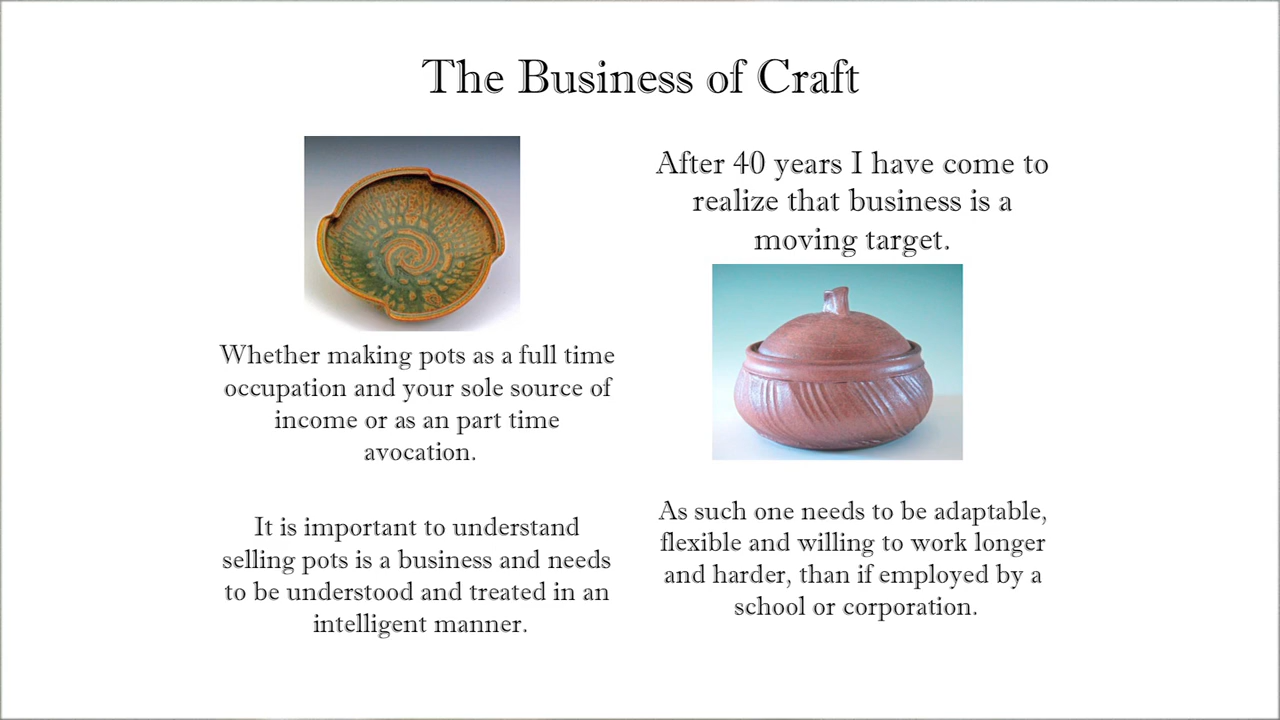 The Business of Craft
Whether making pots as a full time
occupation and your sole source of
income or as an part time
avocation.
It is important to understand
selling pots is a business and needs
to be understood and treated in an
intelligent manner.
After 40 years I have come to
realize that business is a
moving target.
As such one needs to be adaptable,
flexible and willing to work longer
and harder, than if employed by a
school or corporation.